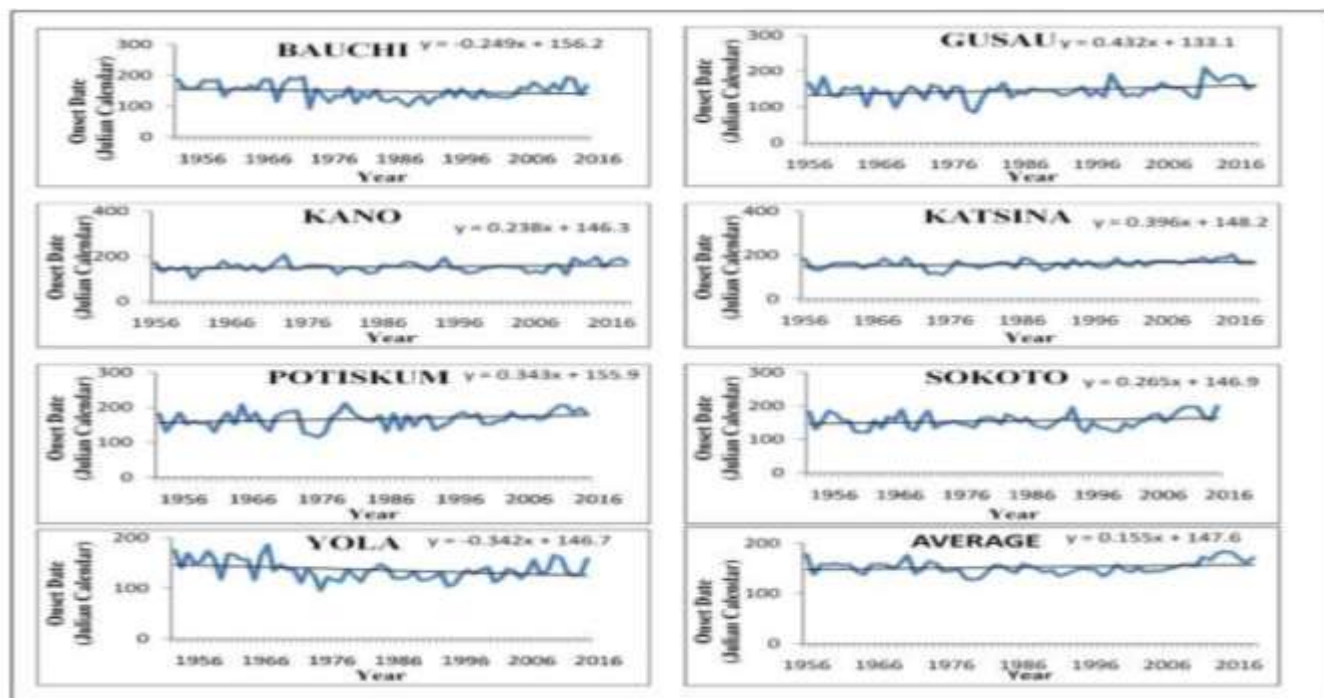 BAUCHI y = -0.249x + 156.2
Onset Date
(Julian Calendar)
300
200
100
0
1956 1966 1976 1986 1996 2006 2016
Year
GUSAU y = 0.432x + 133.1
Onset Date
(Julian Calendar)
300
200
100
0
1956 1966 1976 1986 1996 2006 2016
Year
KANO
y = 0.238x + 146.3
Onset Date
(Julian Calendar)
400
200
0
1956 1966 1976 1986 1996 2006 2016
Year
KATSINA
y = 0.396x + 148.2
Onset Date
(Julian Calendar)
400
200
0
1956 1966 1976 1986 1996 2006 2016
Year
POTISKUM y = 0.343x + 155.9
Onset Date
(Julian Calendar)
300
200
100
0
1956 1966 1976 1986 1996 2006 2016
Year
SOKOTO y = 0.265x + 146.9
Onset Date
(Julian Calendar)
300
200
100
0
1956 1966 1976 1986 1996 2006 2016
Year
YOLA y = -0.342x + 146.7
Onset Date
(Julian Calendar)
200
100
0
1956 1966 1976 1986 1996 2006 2016
Year
AVERAGE y = 0.155x + 147.6
Onset Date
(Julian Calendar)
200
100
0
1956 1966 1976 1986 1996 2006 2016
Year